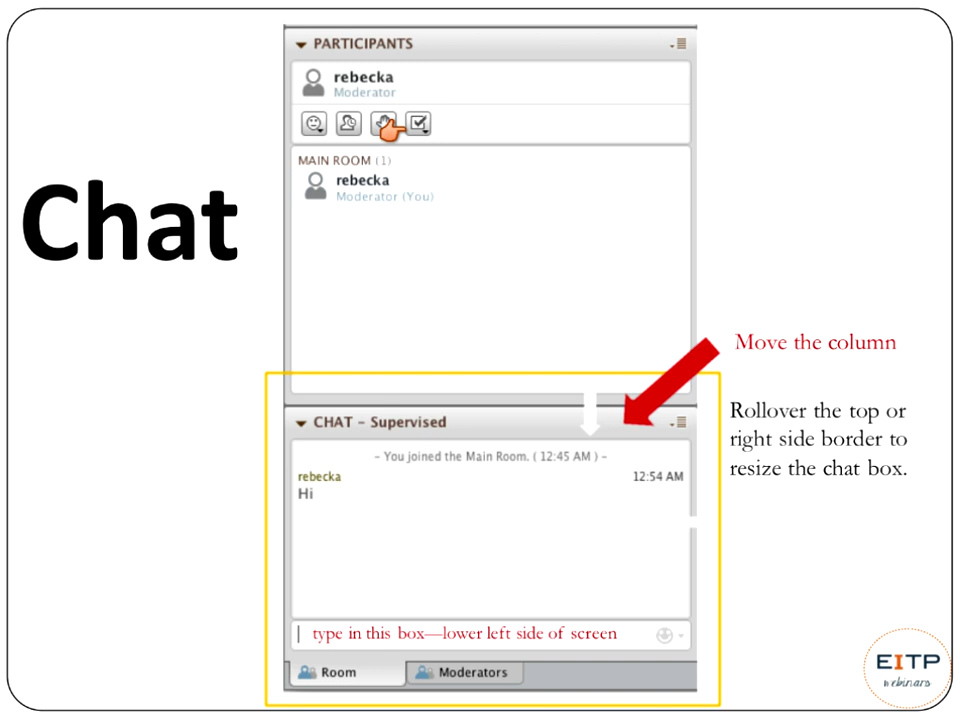 Chat
PARTICIPANTS
rebecka
Moderator
MAIN ROOM (1)
rebecka
Moderator (You)
Move the column
Rollover the top or
right side border to
resize the chat box.
CHAT – Supervised
– You joined the Main Room. ( 12:45 AM ) –
rebecka 12:54 AM
Hi
type in this box—lower left side of screen
Room Moderators
EITP
webinars